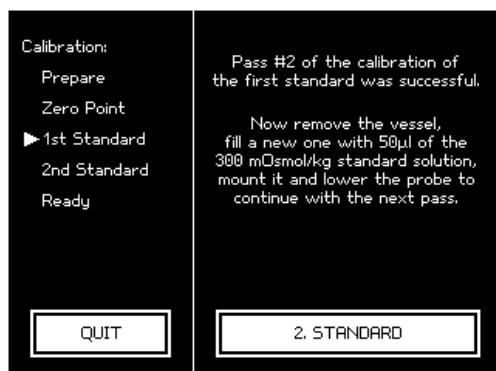 Calibration:
Prepare
Zero Point
1st Standard
2nd Standard
Ready
QUIT
Pass #2 of the calibration of
the first standard was successful.
Now remove the vessel,
fill a new one with 50µl of the
300 mOsmol/kg standard solution,
mount it and lower the probe to
continue with the next pass.
2. STANDARD